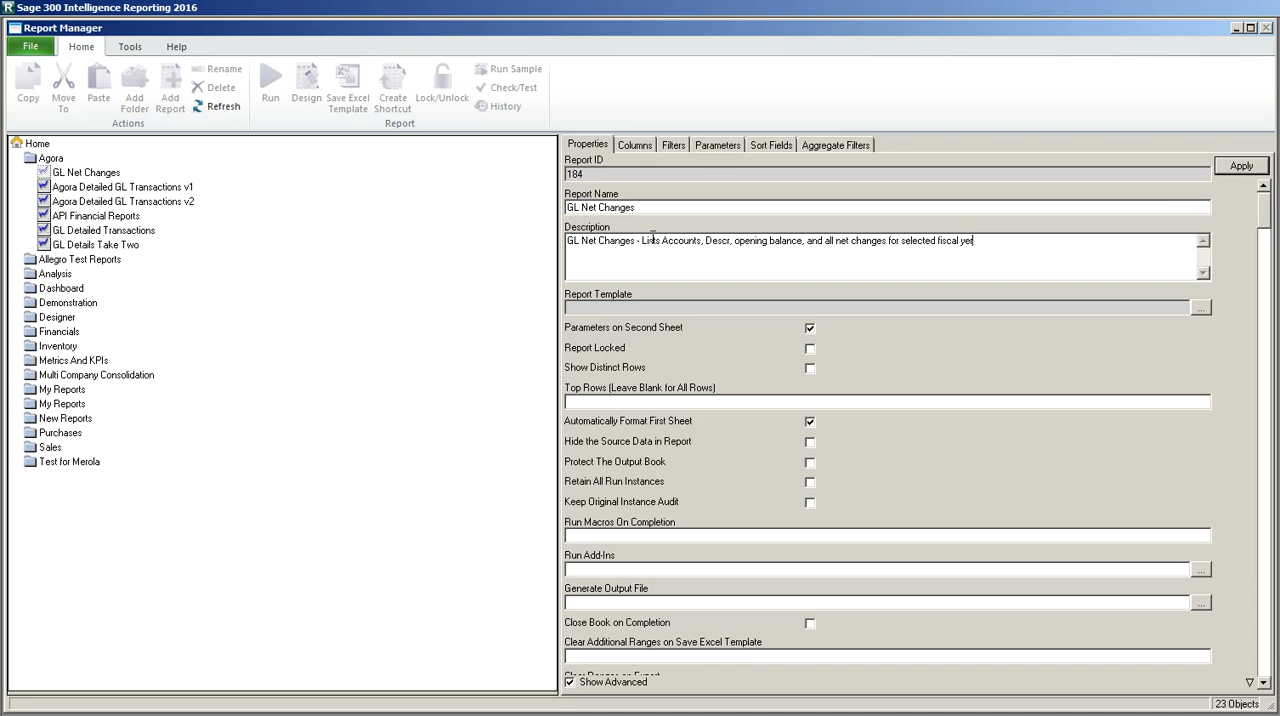 Sage 300 Intelligence Reporting 2016
Report Manager
File Home Tools Help
Copy
Move To
Paste
Add Folder
Add Report
Rename
Delete
Refresh
Actions
Run
Design
Save Excel Template
Create Shortcut
Lock/Unlock
Run Sample
Check/Test
History
Report
Home
Agora
GL Net Changes
Agora Detailed GL Transactions v1
Agora Detailed GL Transactions v2
API Financial Reports
GL Detailed Transactions
GL Details Take Two
Allegro Test Reports
Analysis
Dashboard
Demonstration
Designer
Financials
Inventory
Metrics And KPIs
Multi Company Consolidation
My Reports
My Reports
New Reports
Purchases
Sales
Test for Merola
Properties Columns Filters Parameters Sort Fields Aggregate Filters
Report ID
184
Apply
Report Name
GL Net Changes
Description
GL Net Changes - Lists Accounts, Descr, opening balance, and all net changes for selected fiscal yer
Report Template
...
Parameters on Second Sheet
Report Locked
Show Distinct Rows
Top Rows (Leave Blank for All Rows)
Automatically Format First Sheet
Hide the Source Data in Report
Protect The Output Book
Retain All Run Instances
Keep Original Instance Audit
Run Macros On Completion
Run Add-Ins
...
Generate Output File
...
Close Book on Completion
Clear Additional Ranges on Save Excel Template
Clear Ranges on Export
Show Advanced
23 Objects